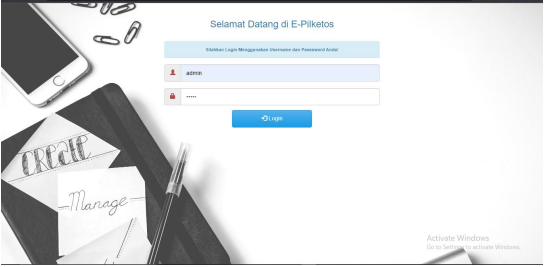 Selamat Datang di E-Pilketos
Silahkan Login Menggunakan Username dan Password Anda!
admin
•••••
Login
CREATE
Manage
Activate Windows
Go to Settings to activate Windows.